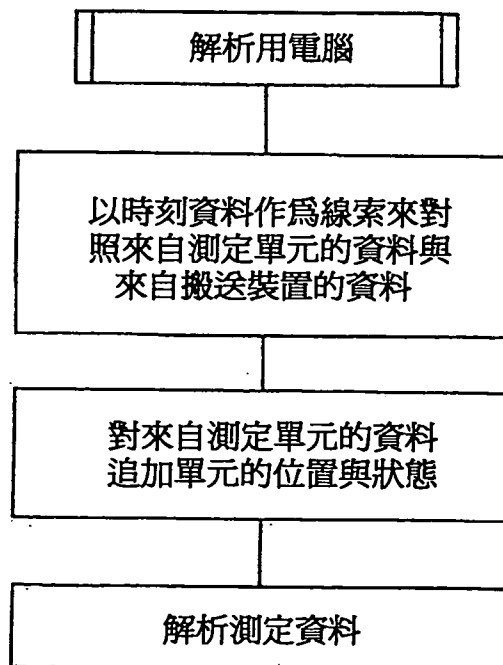 解析用電腦
以時刻資料作爲線索來對
照來自測定單元的資料與
來自搬送裝置的資料
對來自測定單元的資料
追加單元的位置與狀態
解析測定資料